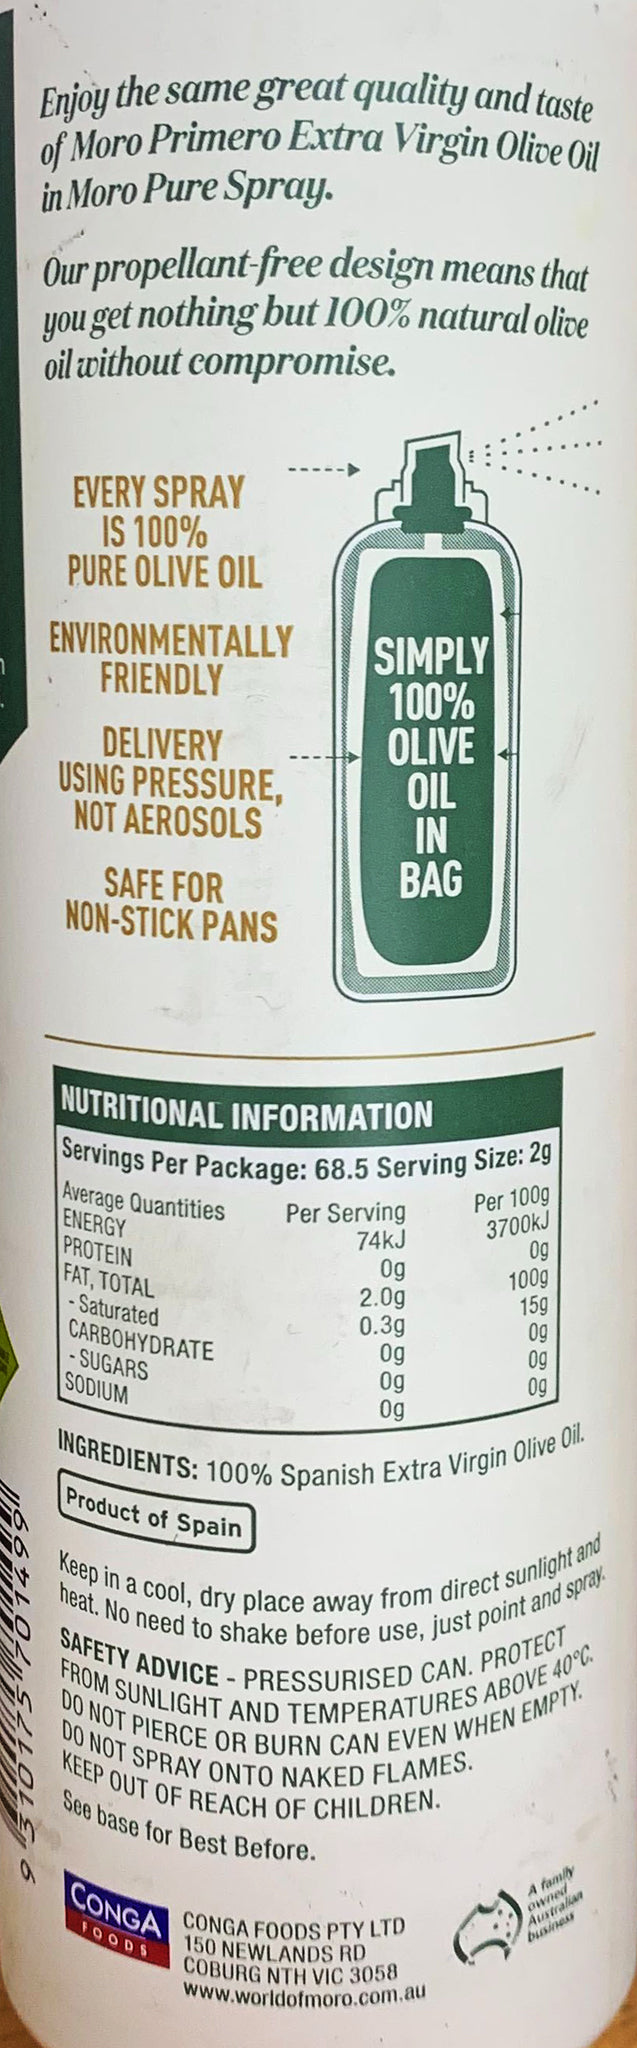 Enjoy the same great quality and taste
of Moro Primero Extra Virgin Olive Oil
in Moro Pure Spray.
Our propellant-free design means that
you get nothing but 100% natural olive
oil without compromise.
EVERY SPRAY
IS 100%
PURE OLIVE OIL
ENVIRONMENTALLY
FRIENDLY
DELIVERY
USING PRESSURE,
NOT AEROSOLS
SAFE FOR
NON-STICK PANS
SIMPLY
100%
OLIVE
OIL
IN
BAG
NUTRITIONAL INFORMATION
Servings Per Package: 68.5 Serving Size: 2g
Average Quantities Per Serving Per 100g
ENERGY 74kJ 3700kJ
PROTEIN 0g 0g
FAT, TOTAL 2.0g 100g
- Saturated 0.3g 15g
CARBOHYDRATE 0g 0g
- SUGARS 0g 0g
SODIUM 0g 0g
INGREDIENTS: 100% Spanish Extra Virgin Olive Oil.
Product of Spain
Keep in a cool, dry place away from direct sunlight and
heat. No need to shake before use, just point and spray.
SAFETY ADVICE - PRESSURISED CAN. PROTECT
FROM SUNLIGHT AND TEMPERATURES ABOVE 40°C.
DO NOT PIERCE OR BURN CAN EVEN WHEN EMPTY.
DO NOT SPRAY ONTO NAKED FLAMES.
KEEP OUT OF REACH OF CHILDREN.
See base for Best Before.
9 310175 701499
CONGA
FOODS
CONGA FOODS PTY LTD
150 NEWLANDS RD
COBURG NTH VIC 3058
www.worldofmoro.com.au
A family
owned
Australian
business